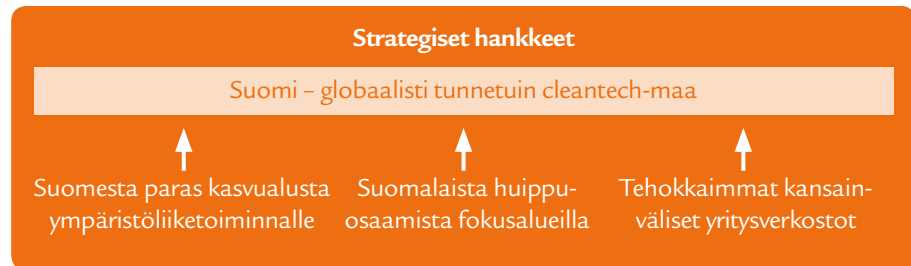 Strategiset hankkeet
Suomi – globaalisti tunnetuin cleantech-maa
Suomesta paras kasvualusta
ympäristöliiketoiminnalle
Suomalaista huippu-
osaamista fokusalueilla
Tehokkaimmat kansain-
väliset yritysverkostot